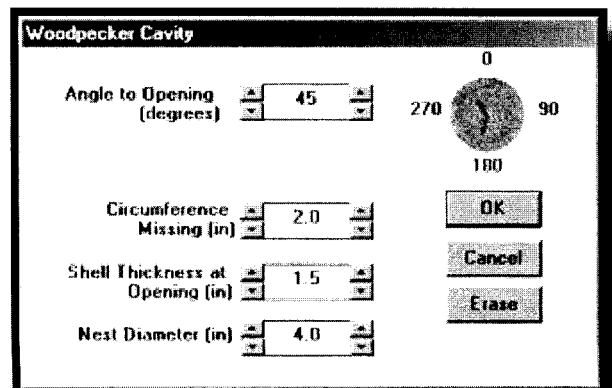 Woodpecker Cavity
Angle to Opening
(degrees)
45
0
270
90
180
Circumference
Missing (in)
2.0
OK
Shell Thickness at
Opening (in)
1.5
Cancel
Nest Diameter (in)
4.0
Erase